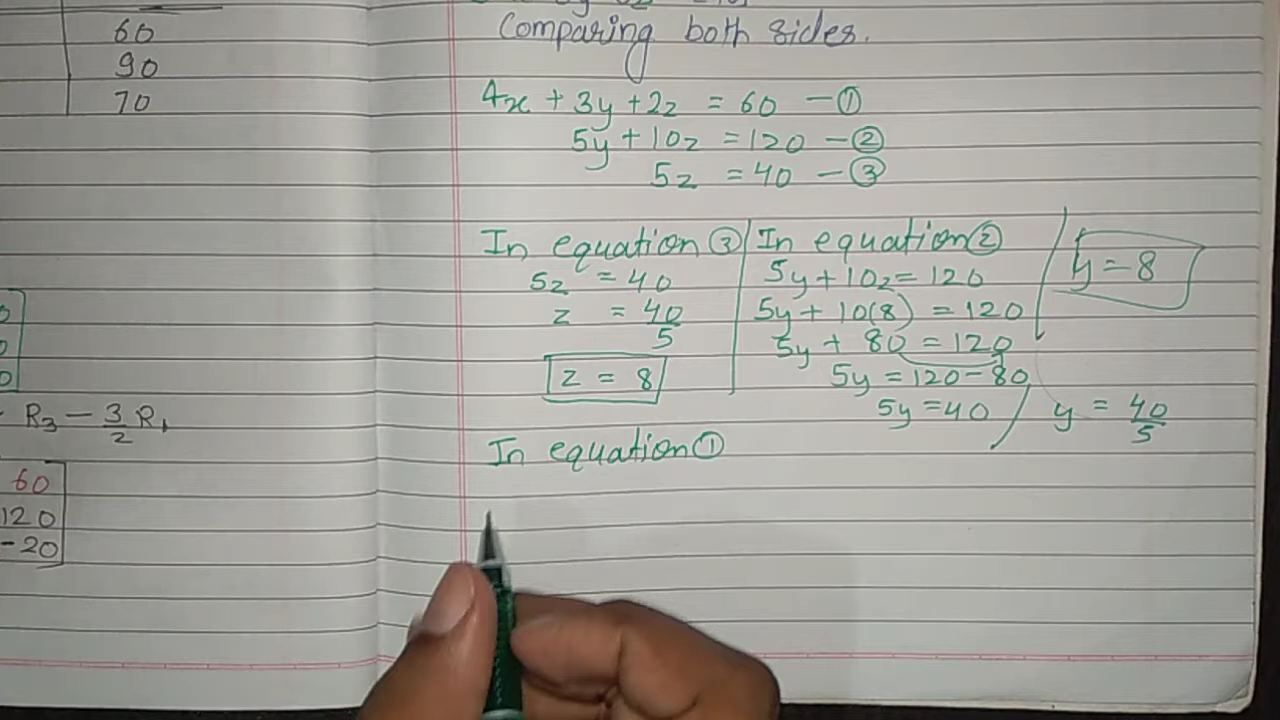 60
90
70
0
0
0
R₃ − 3/2 R₁
60
120
-20
Comparing both sides.
4x + 3y + 2z = 60 — ①
5y + 10z = 120 — ②
5z = 40 — ③
In equation ③
5z = 40
z = 40/5
z = 8
In equation ②
5y + 10z = 120
5y + 10(8) = 120
5y + 80 = 120
5y = 120 - 80
5y = 40 / y = 40/5
y = 8
In equation ①